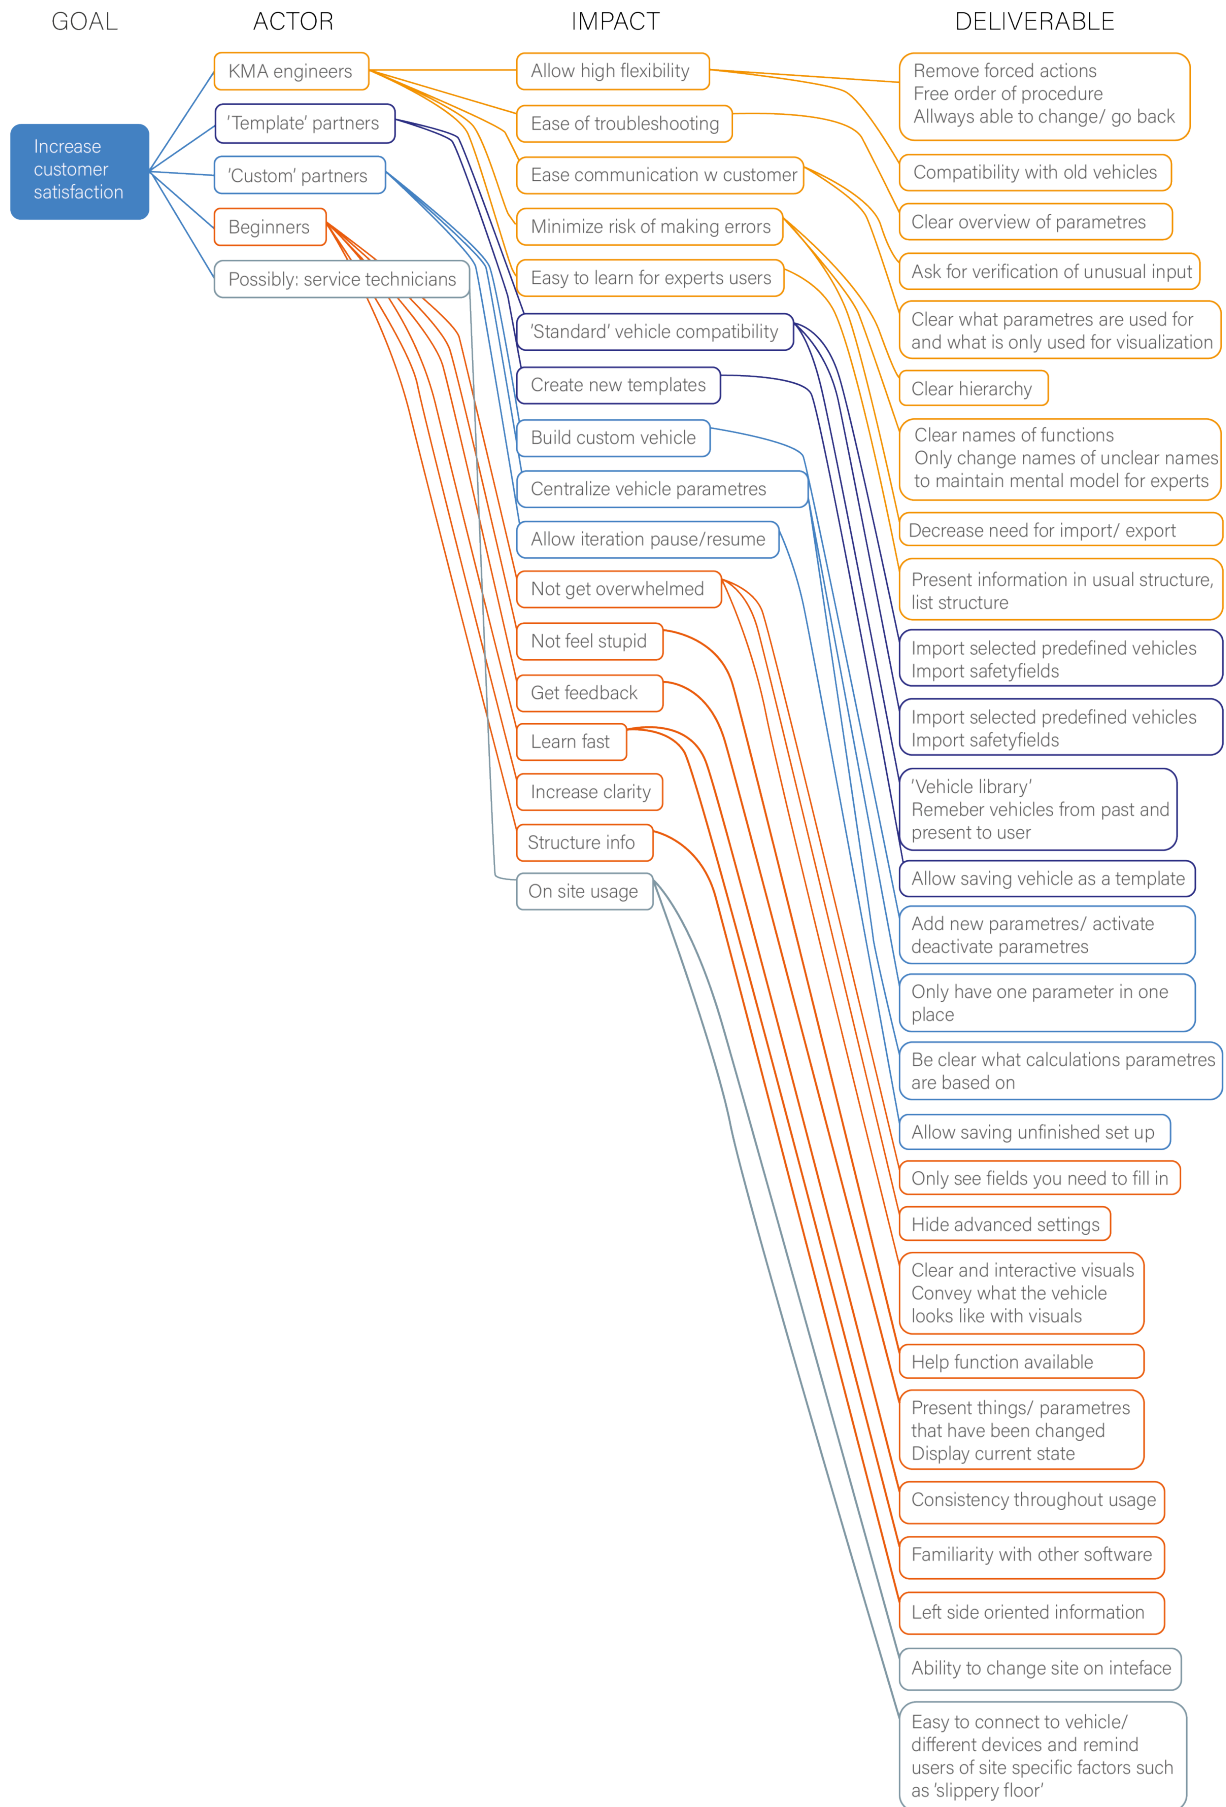 GOAL
ACTOR
IMPACT
DELIVERABLE
Increase
customer
satisfaction
KMA engineers
'Template' partners
'Custom' partners
Beginners
Possibly: service technicians
Allow high flexibility
Ease of troubleshooting
Ease communication w customer
Minimize risk of making errors
Easy to learn for experts users
'Standard' vehicle compatibility
Create new templates
Build custom vehicle
Centralize vehicle parametres
Allow iteration pause/resume
Not get overwhelmed
Not feel stupid
Get feedback
Learn fast
Increase clarity
Structure info
On site usage
Remove forced actions
Free order of procedure
Allways able to change/ go back
Compatibility with old vehicles
Clear overview of parametres
Ask for verification of unusual input
Clear what parametres are used for
and what is only used for visualization
Clear hierarchy
Clear names of functions
Only change names of unclear names
to maintain mental model for experts
Decrease need for import/ export
Present information in usual structure,
list structure
Import selected predefined vehicles
Import safetyfields
Import selected predefined vehicles
Import safetyfields
'Vehicle library'
Remeber vehicles from past and
present to user
Allow saving vehicle as a template
Add new parametres/ activate
deactivate parametres
Only have one parameter in one
place
Be clear what calculations parametres
are based on
Allow saving unfinished set up
Only see fields you need to fill in
Hide advanced settings
Clear and interactive visuals
Convey what the vehicle
looks like with visuals
Help function available
Present things/ parametres
that have been changed
Display current state
Consistency throughout usage
Familiarity with other software
Left side oriented information
Ability to change site on inteface
Easy to connect to vehicle/
different devices and remind
users of site specific factors such
as 'slippery floor'